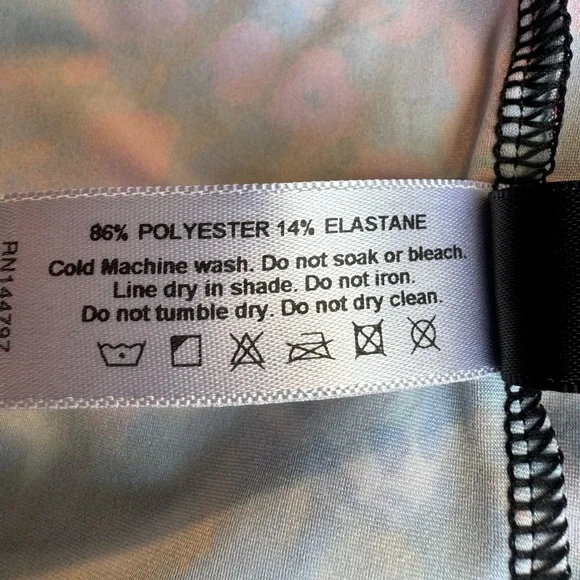 86% POLYESTER 14% ELASTANE
Cold Machine wash. Do not soak or bleach.
Line dry in shade. Do not iron.
Do not tumble dry. Do not dry clean.
RN144797